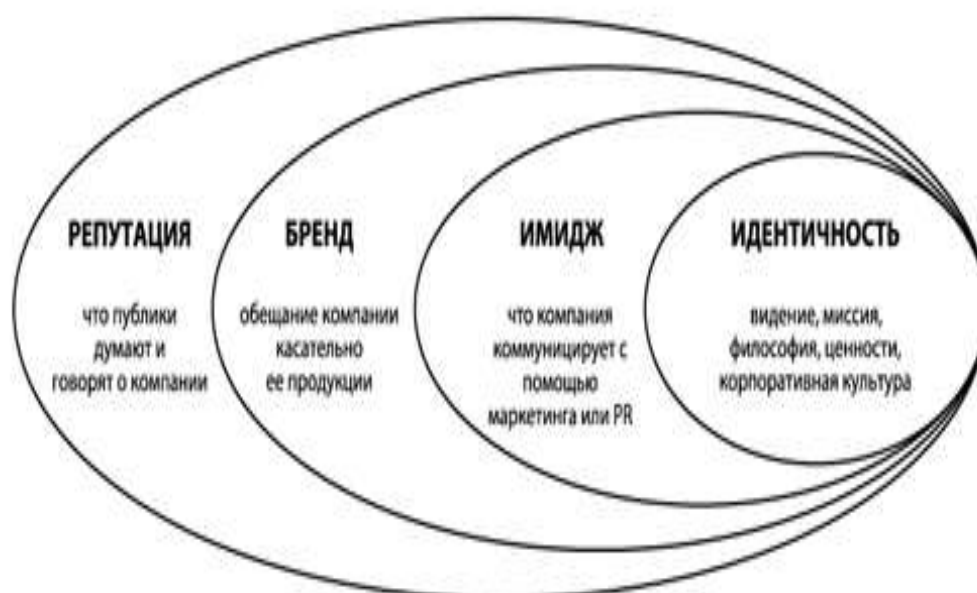 РЕПУТАЦИЯ
что публики
думают и
говорят о компании
БРЕНД
обещание компании
касательно
ее продукции
ИМИДЖ
что компания
коммуницирует с
помощью
маркетинга или PR
ИДЕНТИЧНОСТЬ
видение, миссия,
философия, ценности,
корпоративная культура